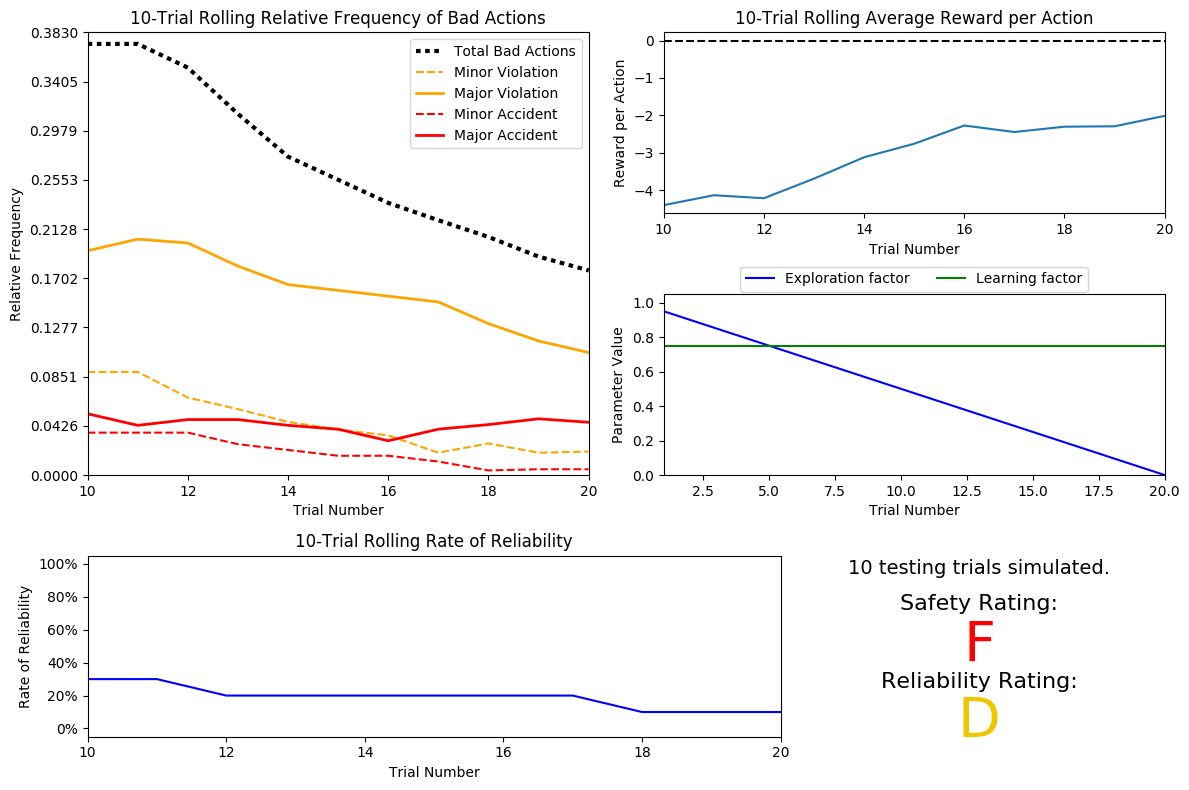 10-Trial Rolling Relative Frequency of Bad Actions
Relative Frequency
0.3830
0.3405
0.2979
0.2553
0.2128
0.1702
0.1277
0.0851
0.0426
0.0000
Total Bad Actions
Minor Violation
Major Violation
Minor Accident
Major Accident
10 12 14 16 18 20
Trial Number
10-Trial Rolling Average Reward per Action
Reward per Action
0
−1
−2
−3
−4
10 12 14 16 18 20
Trial Number
Exploration factor Learning factor
Parameter Value
1.0
0.8
0.6
0.4
0.2
0.0
2.5 5.0 7.5 10.0 12.5 15.0 17.5 20.0
Trial Number
10-Trial Rolling Rate of Reliability
Rate of Reliability
100%
80%
60%
40%
20%
0%
10 12 14 16 18 20
Trial Number
10 testing trials simulated.
Safety Rating:
F
Reliability Rating:
D